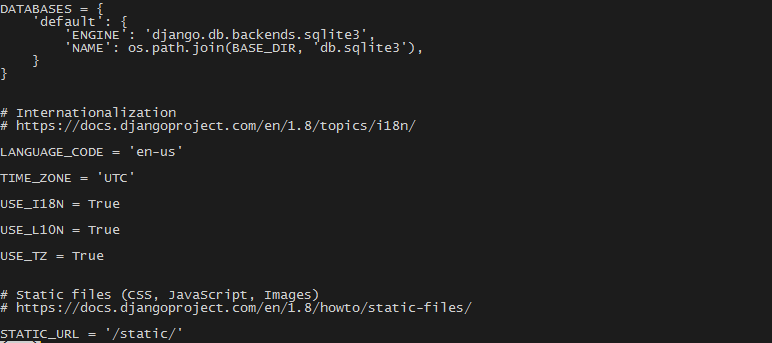 DATABASES = {
    'default': {
        'ENGINE': 'django.db.backends.sqlite3',
        'NAME': os.path.join(BASE_DIR, 'db.sqlite3'),
    }
}
# Internationalization
# https://docs.djangoproject.com/en/1.8/topics/i18n/
LANGUAGE_CODE = 'en-us'
TIME_ZONE = 'UTC'
USE_I18N = True
USE_L10N = True
USE_TZ = True
# Static files (CSS, JavaScript, Images)
# https://docs.djangoproject.com/en/1.8/howto/static-files/
STATIC_URL = '/static/'